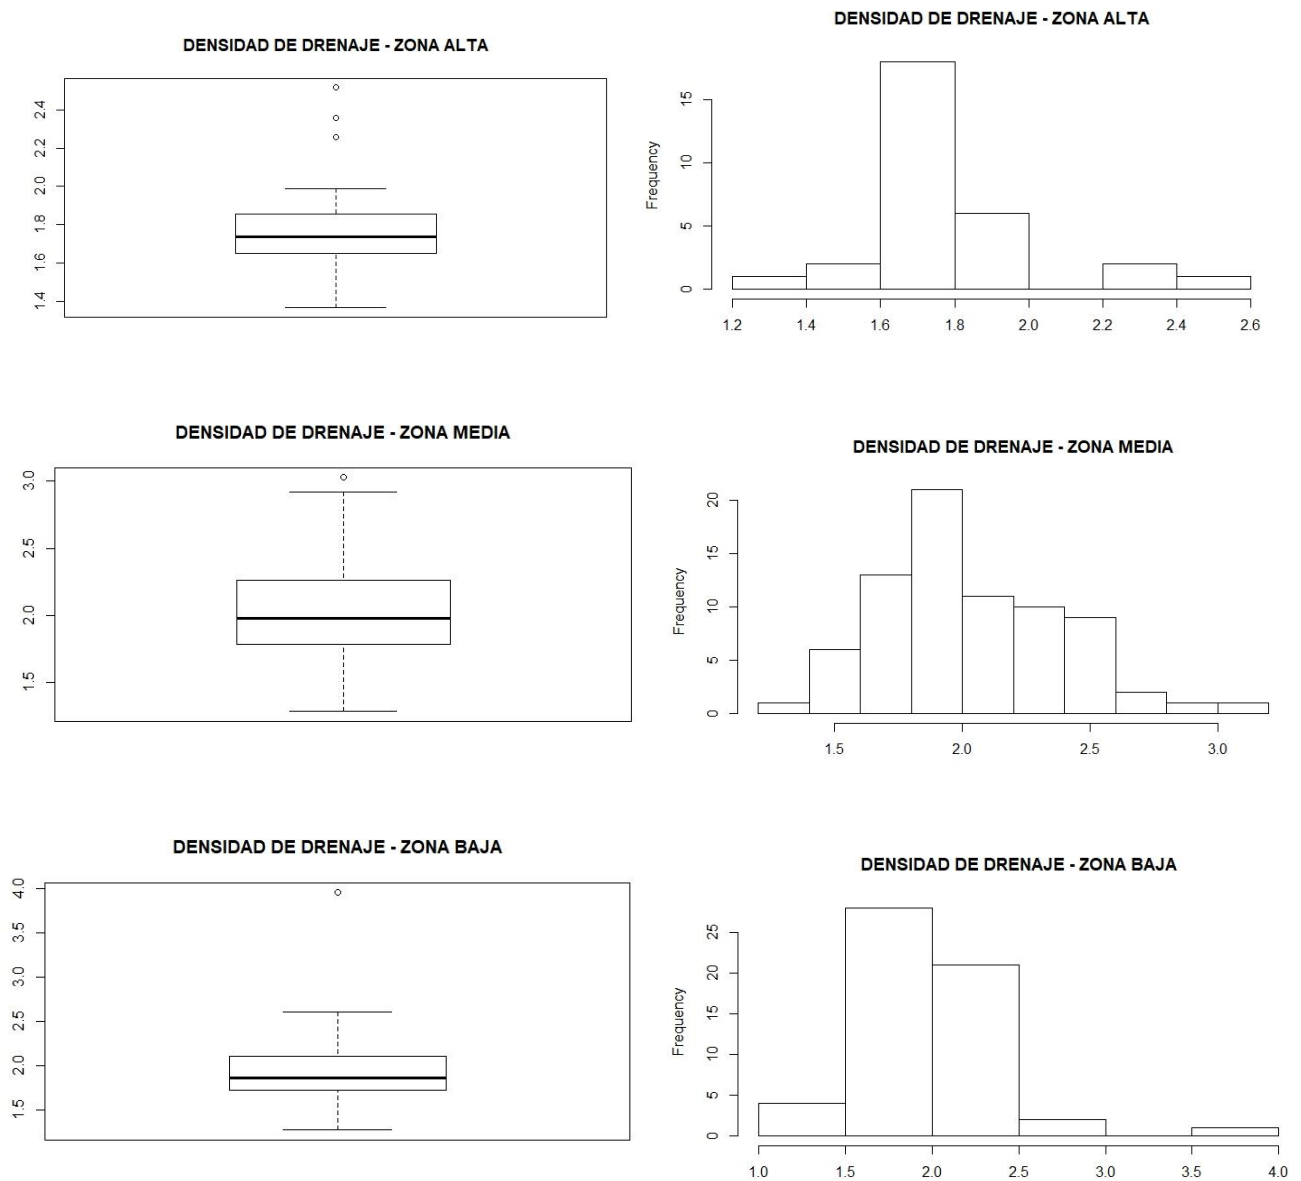 DENSIDAD DE DRENAJE - ZONA ALTA
2.4
2.2
2.0
1.8
1.6
1.4
DENSIDAD DE DRENAJE - ZONA ALTA
Frequency
15
10
5
0
1.2 1.4 1.6 1.8 2.0 2.2 2.4 2.6
DENSIDAD DE DRENAJE - ZONA MEDIA
3.0
2.5
2.0
1.5
DENSIDAD DE DRENAJE - ZONA MEDIA
Frequency
20
15
10
5
0
1.5 2.0 2.5 3.0
DENSIDAD DE DRENAJE - ZONA BAJA
4.0
3.5
3.0
2.5
2.0
1.5
DENSIDAD DE DRENAJE - ZONA BAJA
Frequency
25
20
15
10
5
0
1.0 1.5 2.0 2.5 3.0 3.5 4.0